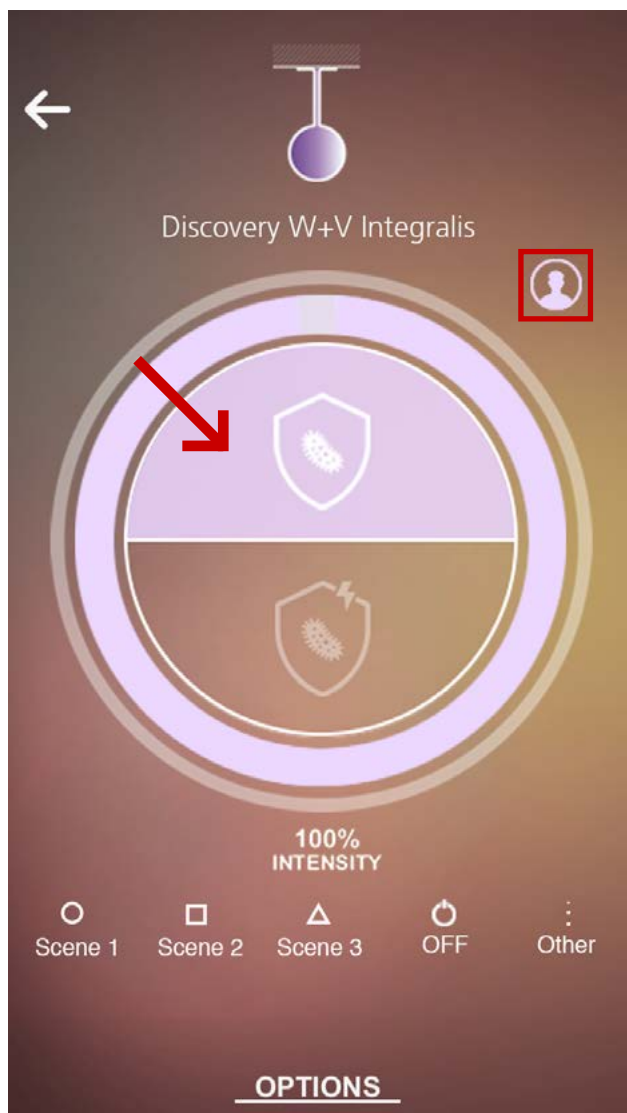 Discovery W+V Integralis
100%
INTENSITY
Scene 1 Scene 2 Scene 3 OFF Other
OPTIONS